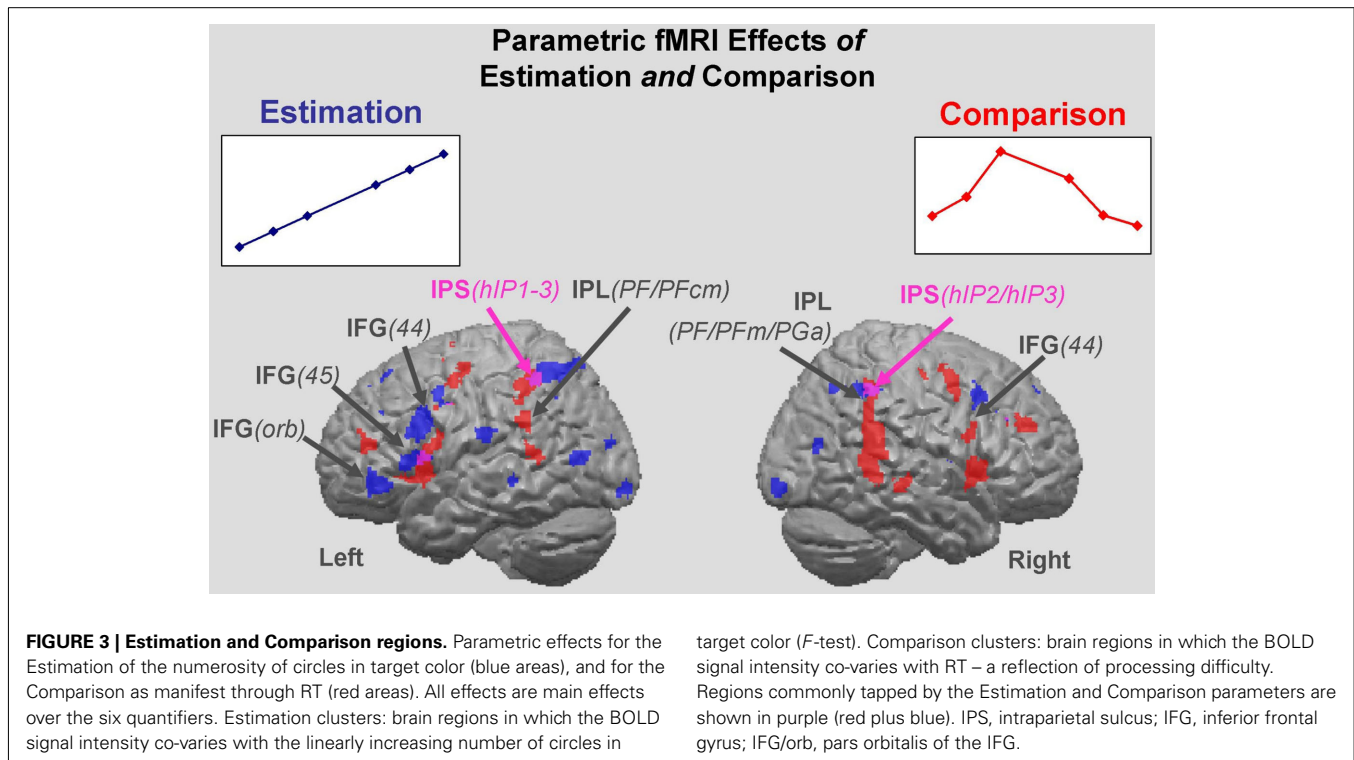 Parametric fMRI Effects of
Estimation and Comparison
Estimation
Comparison
IPS(hIP1-3)
IPL(PF/PFcm)
IFG(44)
IFG(45)
IFG(orb)
Left
IPL
(PF/PFm/PGa)
IPS(hIP2/hIP3)
IFG(44)
Right
FIGURE 3 | Estimation and Comparison regions. Parametric effects for the
Estimation of the numerosity of circles in target color (blue areas), and for the
Comparison as manifest through RT (red areas). All effects are main effects
over the six quantifiers. Estimation clusters: brain regions in which the BOLD
signal intensity co-varies with the linearly increasing number of circles in
target color (F-test). Comparison clusters: brain regions in which the BOLD
signal intensity co-varies with RT – a reflection of processing difficulty.
Regions commonly tapped by the Estimation and Comparison parameters are
shown in purple (red plus blue). IPS, intraparietal sulcus; IFG, inferior frontal
gyrus; IFG/orb, pars orbitalis of the IFG.